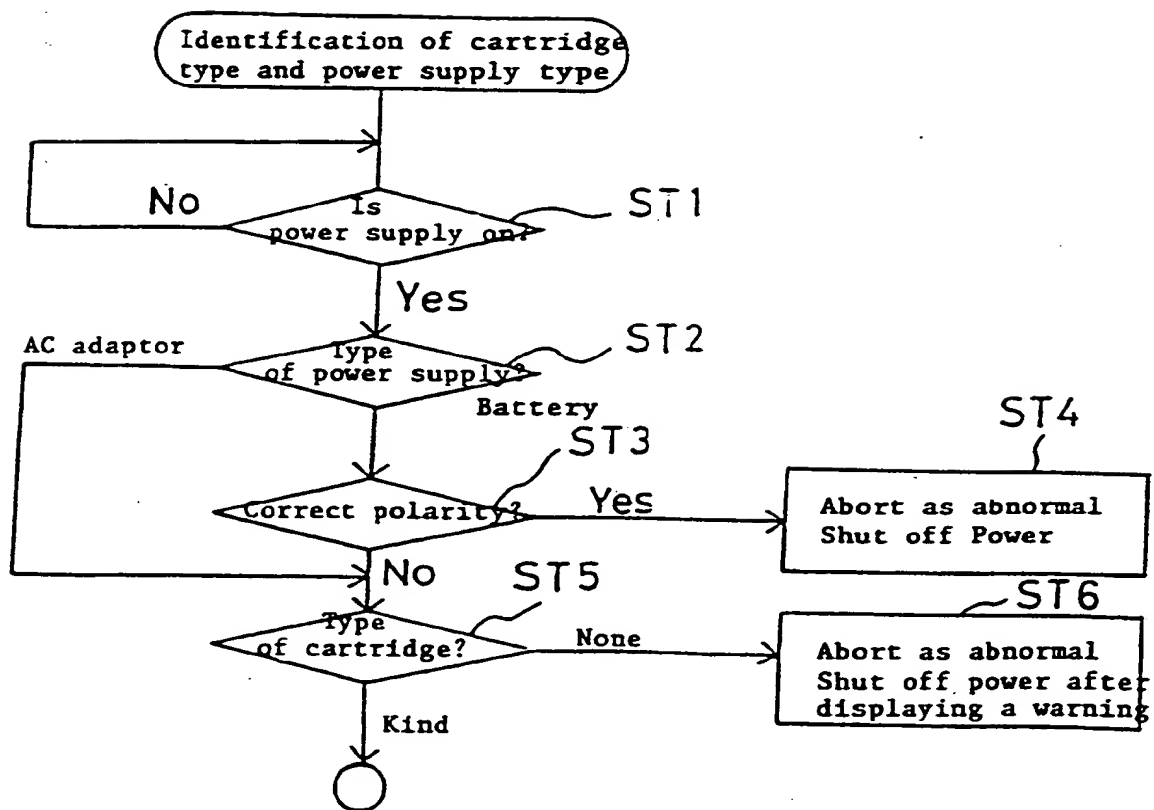 Identification of cartridge
type and power supply type
No
Is
power supply on?
ST1
Yes
AC adaptor
Type
of power supply?
ST2
Battery
ST3
ST4
Correct polarity?
Yes
Abort as abnormal
Shut off Power
No
ST5
ST6
Type
of cartridge?
None
Abort as abnormal
Shut off power after
displaying a warning
Kind